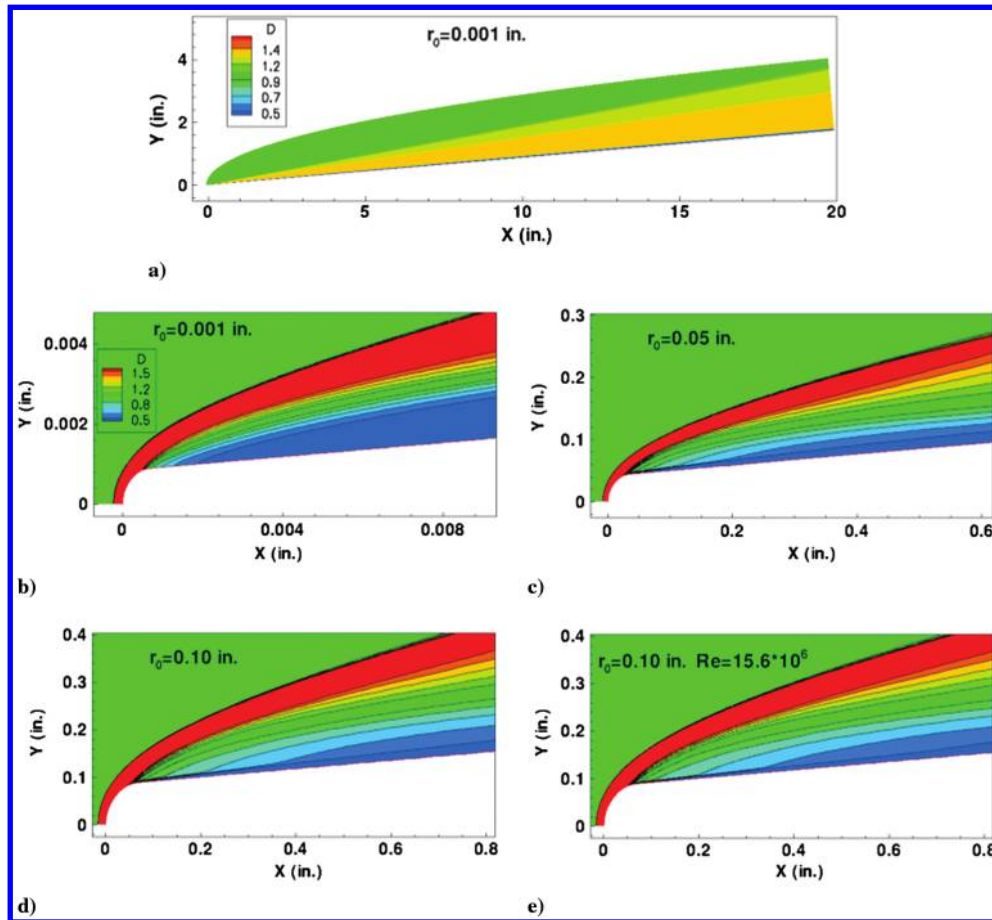 D
1.4
1.2
0.9
0.7
0.5
r₀=0.001 in.
Y (in.)
4
2
0
0 5 10 15 20
X (in.)
a)
r₀=0.001 in.
D
1.5
1.2
0.8
0.5
Y (in.)
0.004
0.002
0
0 0.004 0.008
X (in.)
b)
r₀=0.05 in.
Y (in.)
0.3
0.2
0.1
0
0 0.2 0.4 0.6
X (in.)
c)
r₀=0.10 in.
Y (in.)
0.4
0.3
0.2
0.1
0
0 0.2 0.4 0.6 0.8
X (in.)
d)
r₀=0.10 in. Re=15.6*10⁶
Y (in.)
0.4
0.3
0.2
0.1
0
0 0.2 0.4 0.6 0.8
X (in.)
e)